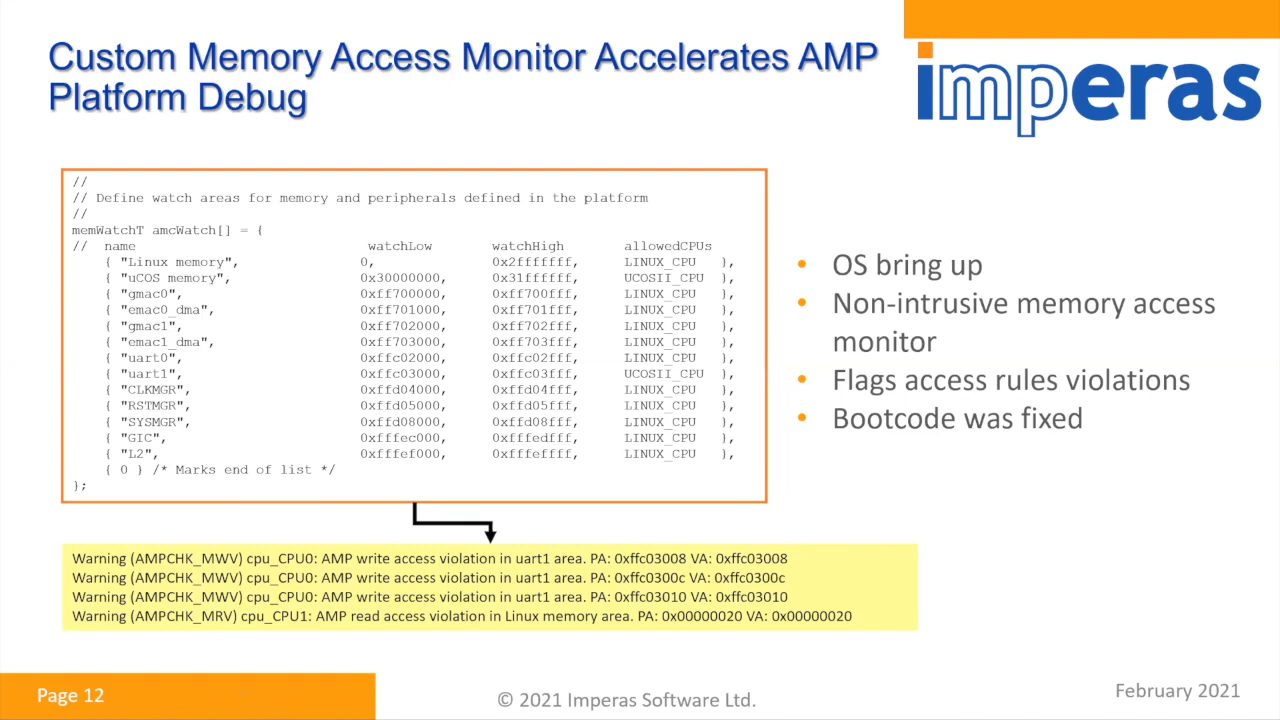 Custom Memory Access Monitor Accelerates AMP
Platform Debug
imperas
//
// Define watch areas for memory and peripherals defined in the platform
//
memWatchT amcWatch[] = {
// name watchLow watchHigh allowedCPUs
{ "Linux memory", 0, 0x2fffffff, LINUX_CPU },
{ "uCOS memory", 0x30000000, 0x31ffffff, UCOSII_CPU },
{ "gmac0", 0xff700000, 0xff700fff, LINUX_CPU },
{ "emac0_dma", 0xff701000, 0xff701fff, LINUX_CPU },
{ "gmac1", 0xff702000, 0xff702fff, LINUX_CPU },
{ "emac1_dma", 0xff703000, 0xff703fff, LINUX_CPU },
{ "uart0", 0xffc02000, 0xffc02fff, LINUX_CPU },
{ "uart1", 0xffc03000, 0xffc03fff, UCOSII_CPU },
{ "CLKMGR", 0xffd04000, 0xffd04fff, LINUX_CPU },
{ "RSTMGR", 0xffd05000, 0xffd05fff, LINUX_CPU },
{ "SYSMGR", 0xffd08000, 0xffd08fff, LINUX_CPU },
{ "GIC", 0xfffec000, 0xfffedfff, LINUX_CPU },
{ "L2", 0xfffef000, 0xfffeffff, LINUX_CPU },
{ 0 } /* Marks end of list */
};
Warning (AMPCHK_MWV) cpu_CPU0: AMP write access violation in uart1 area. PA: 0xffc03008 VA: 0xffc03008
Warning (AMPCHK_MWV) cpu_CPU0: AMP write access violation in uart1 area. PA: 0xffc0300c VA: 0xffc0300c
Warning (AMPCHK_MWV) cpu_CPU0: AMP write access violation in uart1 area. PA: 0xffc03010 VA: 0xffc03010
Warning (AMPCHK_MRV) cpu_CPU1: AMP read access violation in Linux memory area. PA: 0x00000020 VA: 0x00000020
• OS bring up
• Non-intrusive memory access
monitor
• Flags access rules violations
• Bootcode was fixed
Page 12
© 2021 Imperas Software Ltd.
February 2021